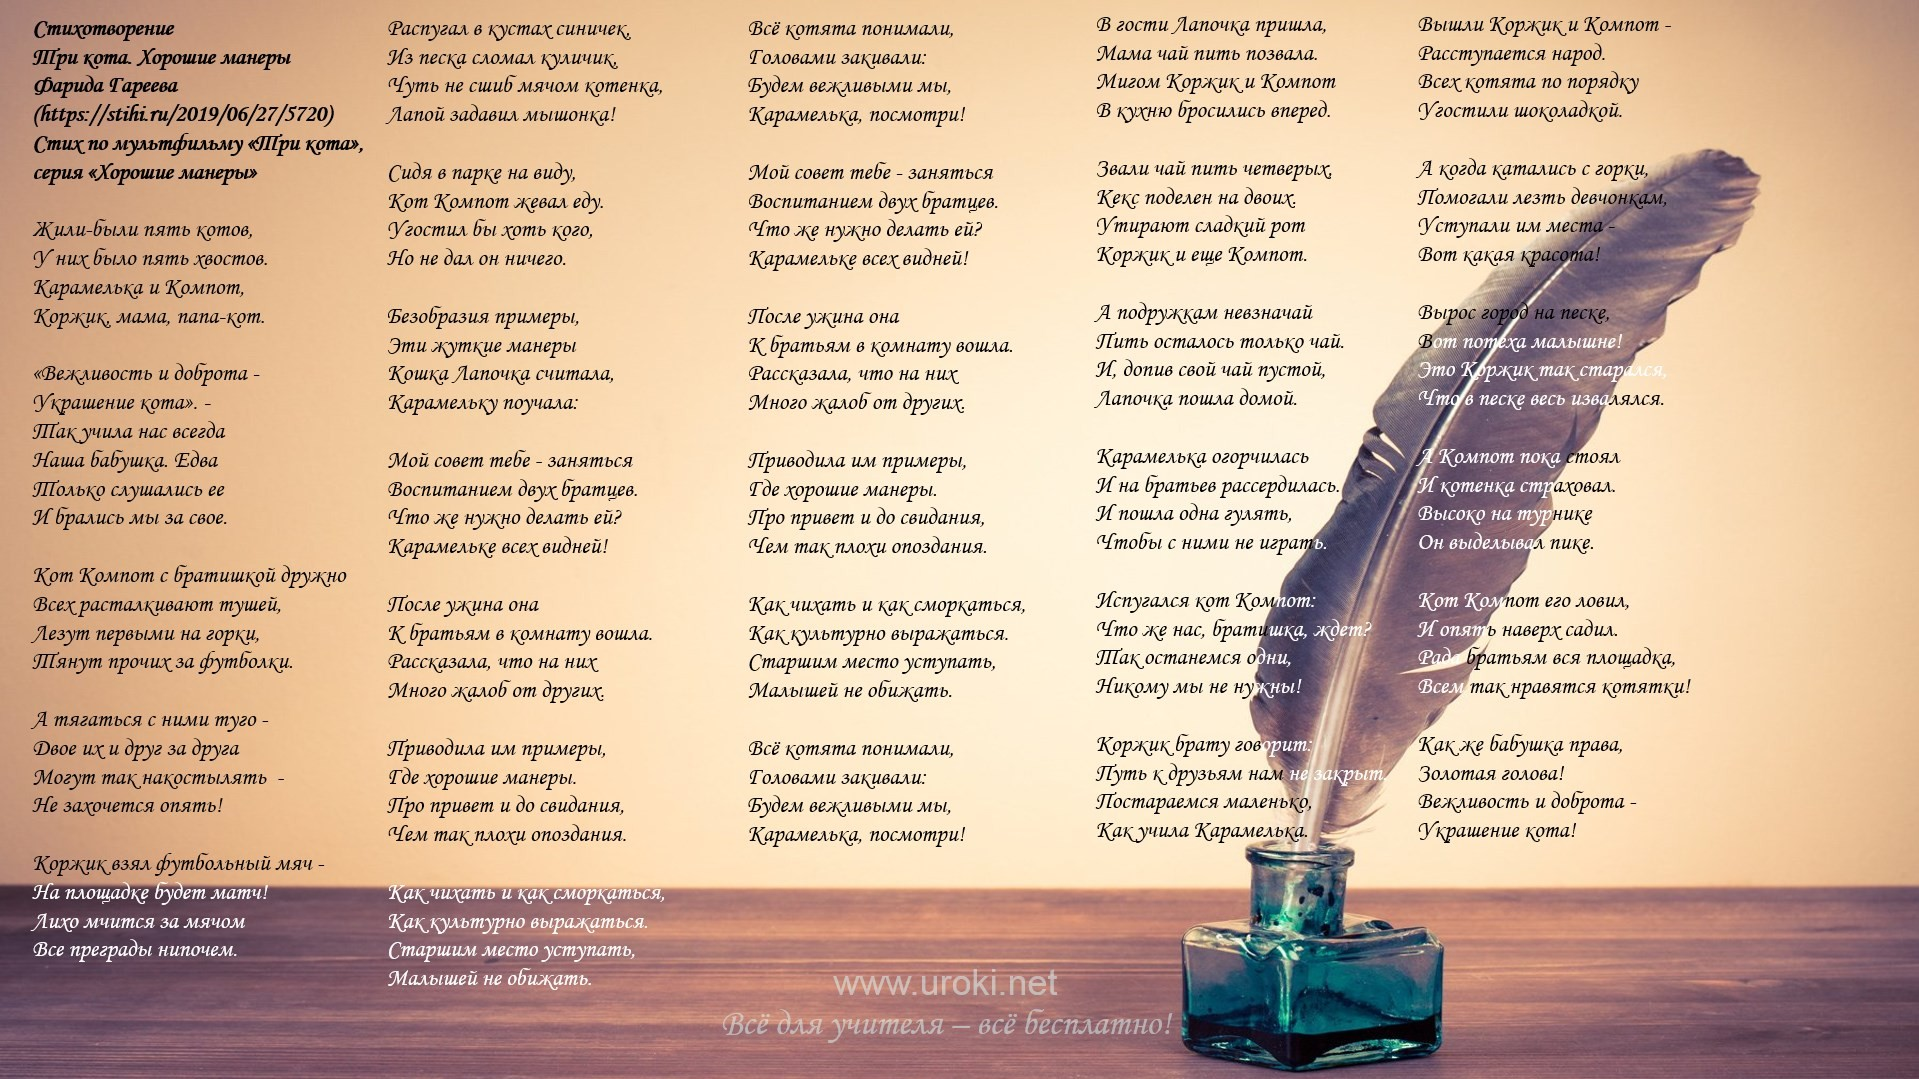 Стихотворение
Три кота. Хорошие манеры
Фарида Гареева
(https://stihi.ru/2019/06/27/5720)
Стих по мультфильму «Три кота»,
серия «Хорошие манеры»
Жили-были пять котов,
У них было пять хвостов.
Карамелька и Компот,
Коржик, мама, папа-кот.
«Вежливость и доброта -
Украшение кота». -
Так учила нас всегда
Наша бабушка. Едва
Только слушались ее
И брались мы за свое.
Кот Компот с братишкой дружно
Всех расталкивают тушей,
Лезут первыми на горки,
Тянут прочих за футболки.
А тягаться с ними туго -
Двое их и друг за друга
Могут так накостылять -
Не захочется опять!
Коржик взял футбольный мяч -
На площадке будет матч!
Лихо мчится за мячом
Все преграды нипочем.
Распугал в кустах синичек,
Из песка сломал куличик,
Чуть не сшиб мячом котенка,
Лапой задавил мышонка!
Сидя в парке на виду,
Кот Компот жевал еду.
Угостил бы хоть кого,
Но не дал он ничего.
Безобразия примеры,
Эти жуткие манеры
Кошка Лапочка считала,
Карамельку поучала:
Мой совет тебе - заняться
Воспитанием двух братцев.
Что же нужно делать ей?
Карамельке всех видней!
После ужина она
К братьям в комнату вошла.
Рассказала, что на них
Много жалоб от других.
Приводила им примеры,
Где хорошие манеры.
Про привет и до свидания,
Чем так плохи опоздания.
Как чихать и как сморкаться,
Как культурно выражаться.
Старшим место уступать,
Малышей не обижать.
Всё котята понимали,
Головами закивали:
Будем вежливыми мы,
Карамелька, посмотри!
Мой совет тебе - заняться
Воспитанием двух братцев.
Что же нужно делать ей?
Карамельке всех видней!
После ужина она
К братьям в комнату вошла.
Рассказала, что на них
Много жалоб от других.
Приводила им примеры,
Где хорошие манеры.
Про привет и до свидания,
Чем так плохи опоздания.
Как чихать и как сморкаться,
Как культурно выражаться.
Старшим место уступать,
Малышей не обижать.
Всё котята понимали,
Головами закивали:
Будем вежливыми мы,
Карамелька, посмотри!
В гости Лапочка пришла,
Мама чай пить позвала.
Мигом Коржик и Компот
В кухню бросились вперед.
Звали чай пить четверых,
Кекс поделен на двоих.
Утирают сладкий рот
Коржик и еще Компот.
А подружкам невзначай
Пить осталось только чай.
И, допив свой чай пустой,
Лапочка пошла домой.
Карамелька огорчилась
И на братьев рассердилась.
И пошла одна гулять,
Чтобы с ними не играть.
Испугался кот Компот:
Что же нас, братишка, ждет?
Так останемся одни,
Никому мы не нужны!
Коржик брату говорит:
Путь к друзьям нам не закрыт.
Постараемся маленько,
Как учила Карамелька.
Вышли Коржик и Компот -
Расступается народ.
Всех котята по порядку
Угостили шоколадкой.
А когда катались с горки,
Помогали лезть девчонкам,
Уступали им места -
Вот какая красота!
Вырос город на песке,
Вот потеха малышне!
Это Коржик так старался,
Что в песке весь извалялся.
А Компот пока стоял
И котенка страховал.
Высоко на турнике
Он выделывал пике.
Кот Компот его ловил,
И опять наверх садил.
Рада братьям вся площадка,
Всем так нравятся котятки!
Как же бабушка права,
Золотая голова!
Вежливость и доброта -
Украшение кота!
www.uroki.net
Всё для учителя – всё бесплатно!